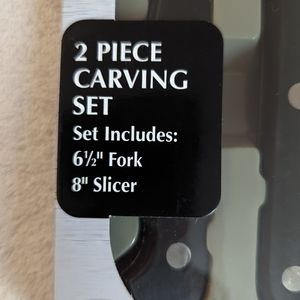 2 PIECE
CARVING
SET
Set Includes:
6½" Fork
8" Slicer